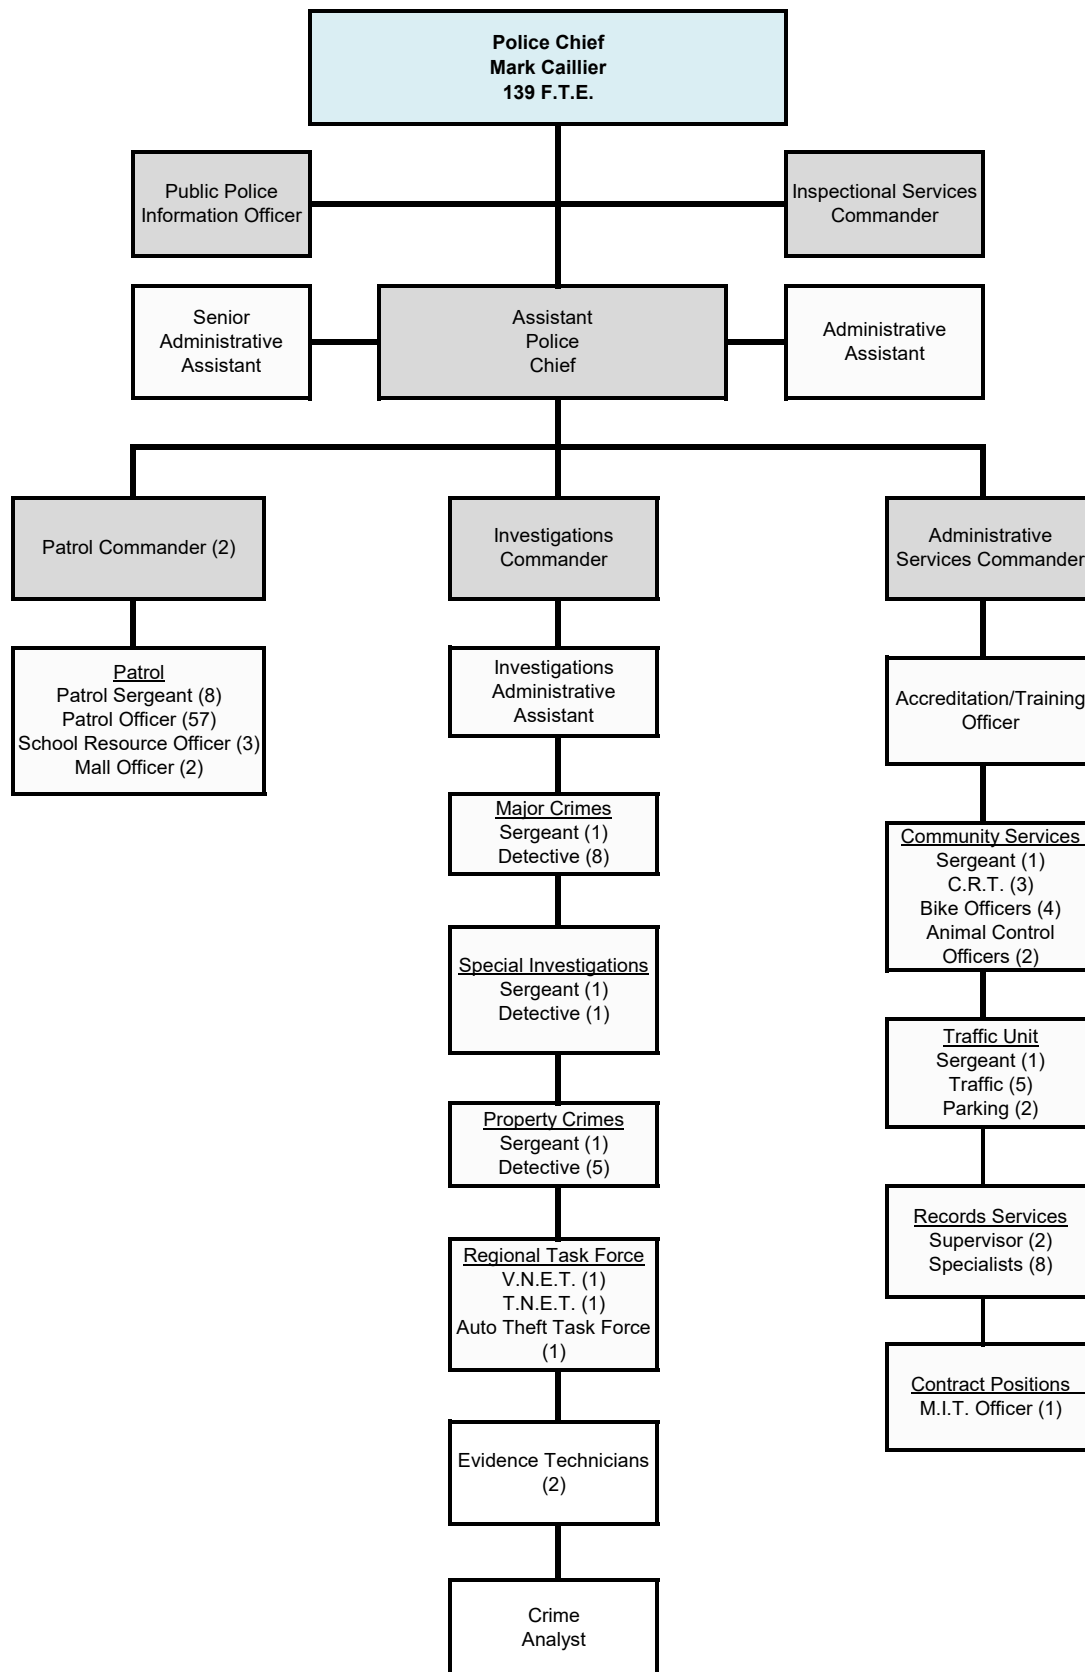 Police Chief
Mark Caillier
139 F.T.E.
Public Police
Information Officer
Inspectional Services
Commander
Senior
Administrative
Assistant
Assistant
Police
Chief
Administrative
Assistant
Patrol Commander (2)
Investigations
Commander
Administrative
Services Commander
Patrol
Patrol Sergeant (8)
Patrol Officer (57)
School Resource Officer (3)
Mall Officer (2)
Investigations
Administrative
Assistant
Accreditation/Training
Officer
Major Crimes
Sergeant (1)
Detective (8)
Community Services
Sergeant (1)
C.R.T. (3)
Bike Officers (4)
Animal Control
Officers (2)
Special Investigations
Sergeant (1)
Detective (1)
Traffic Unit
Sergeant (1)
Traffic (5)
Parking (2)
Property Crimes
Sergeant (1)
Detective (5)
Records Services
Supervisor (2)
Specialists (8)
Regional Task Force
V.N.E.T. (1)
T.N.E.T. (1)
Auto Theft Task Force
(1)
Contract Positions
M.I.T. Officer (1)
Evidence Technicians
(2)
Crime
Analyst